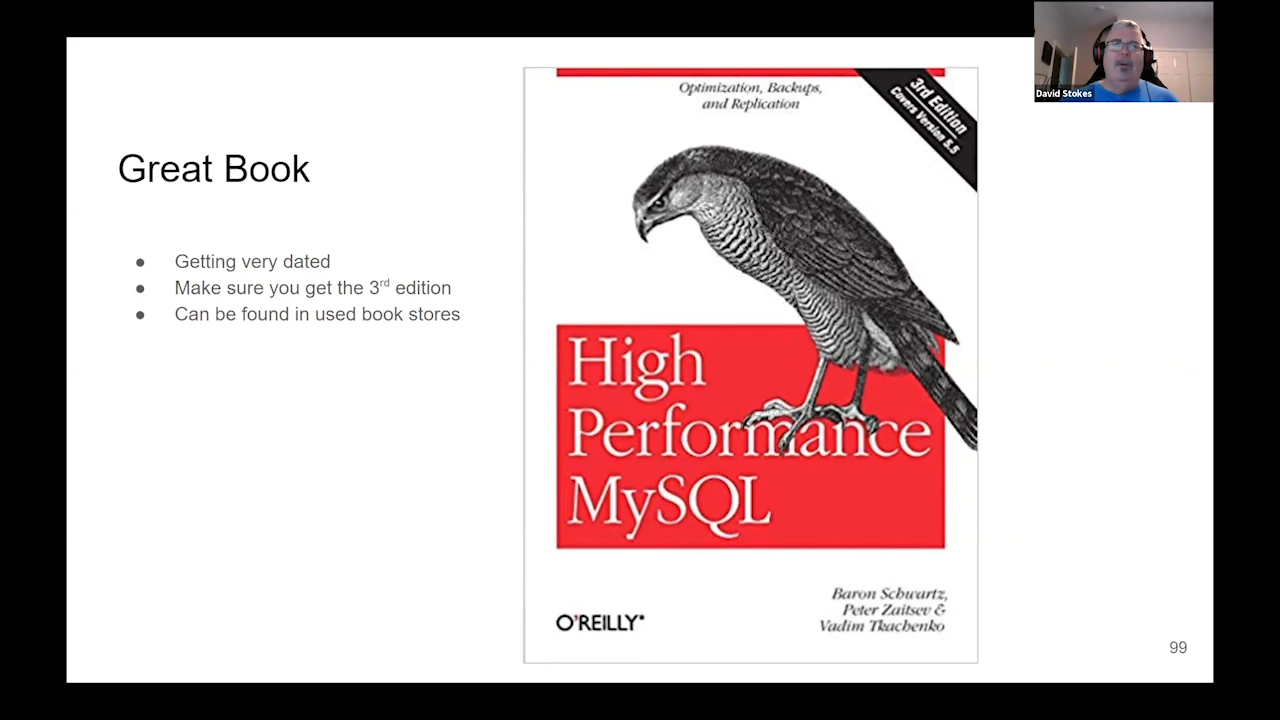 David Stokes
Great Book
● Getting very dated
● Make sure you get the 3rd edition
● Can be found in used book stores
Optimization, Backups,
and Replication
3rd Edition
Covers Version 5.5
High
Performance
MySQL
O'REILLY®
Baron Schwartz,
Peter Zaitsev &
Vadim Tkachenko
99